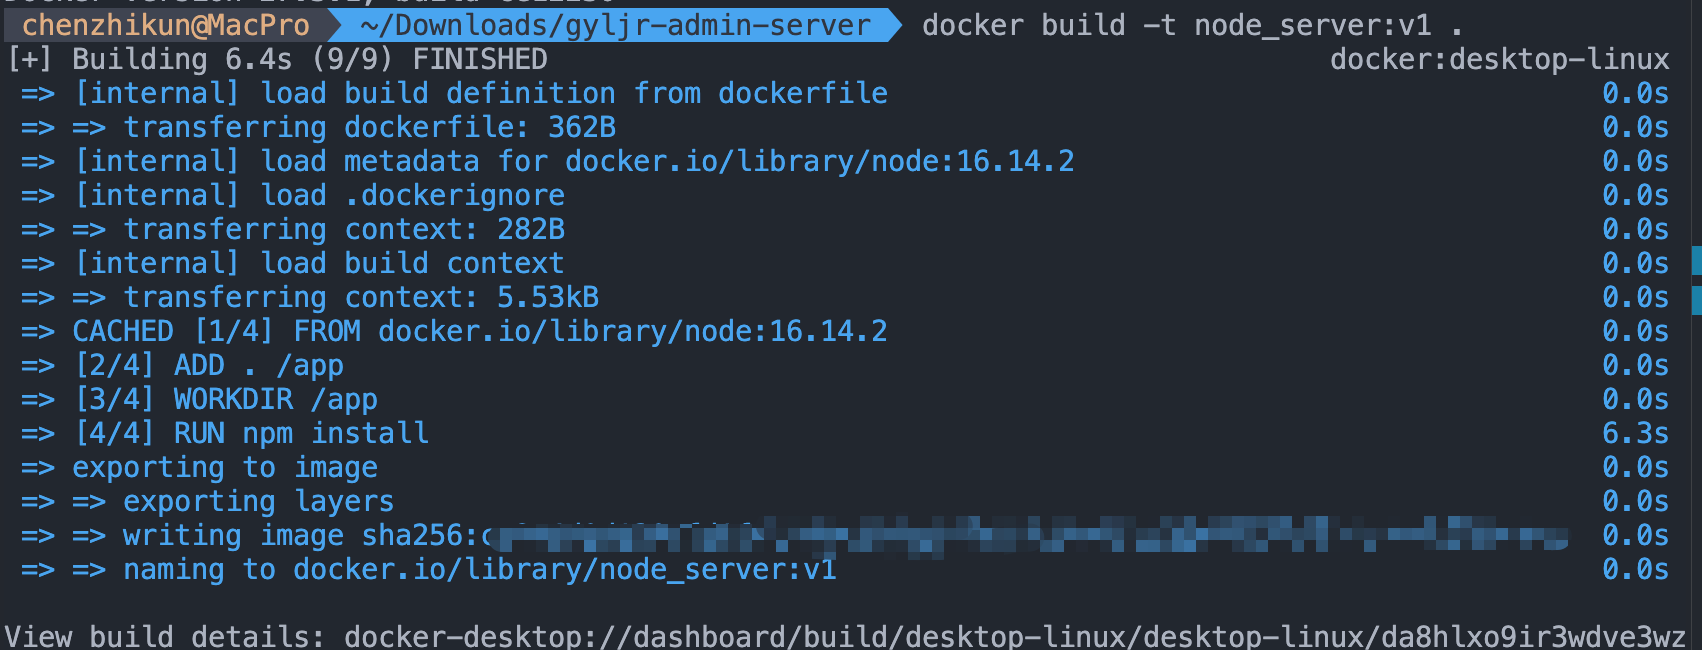 chenzhikun@MacPro ~/Downloads/gyljr-admin-server docker build -t node_server:v1 .
[+] Building 6.4s (9/9) FINISHED docker:desktop-linux
=> [internal] load build definition from dockerfile 0.0s
=> => transferring dockerfile: 362B 0.0s
=> [internal] load metadata for docker.io/library/node:16.14.2 0.0s
=> [internal] load .dockerignore 0.0s
=> => transferring context: 282B 0.0s
=> [internal] load build context 0.0s
=> => transferring context: 5.53kB 0.0s
=> CACHED [1/4] FROM docker.io/library/node:16.14.2 0.0s
=> [2/4] ADD . /app 0.0s
=> [3/4] WORKDIR /app 0.0s
=> [4/4] RUN npm install 6.3s
=> exporting to image 0.0s
=> => exporting layers 0.0s
=> => writing image sha256: 0.0s
=> => naming to docker.io/library/node_server:v1 0.0s
View build details: docker-desktop://dashboard/build/desktop-linux/desktop-linux/da8hlxo9ir3wdve3wz